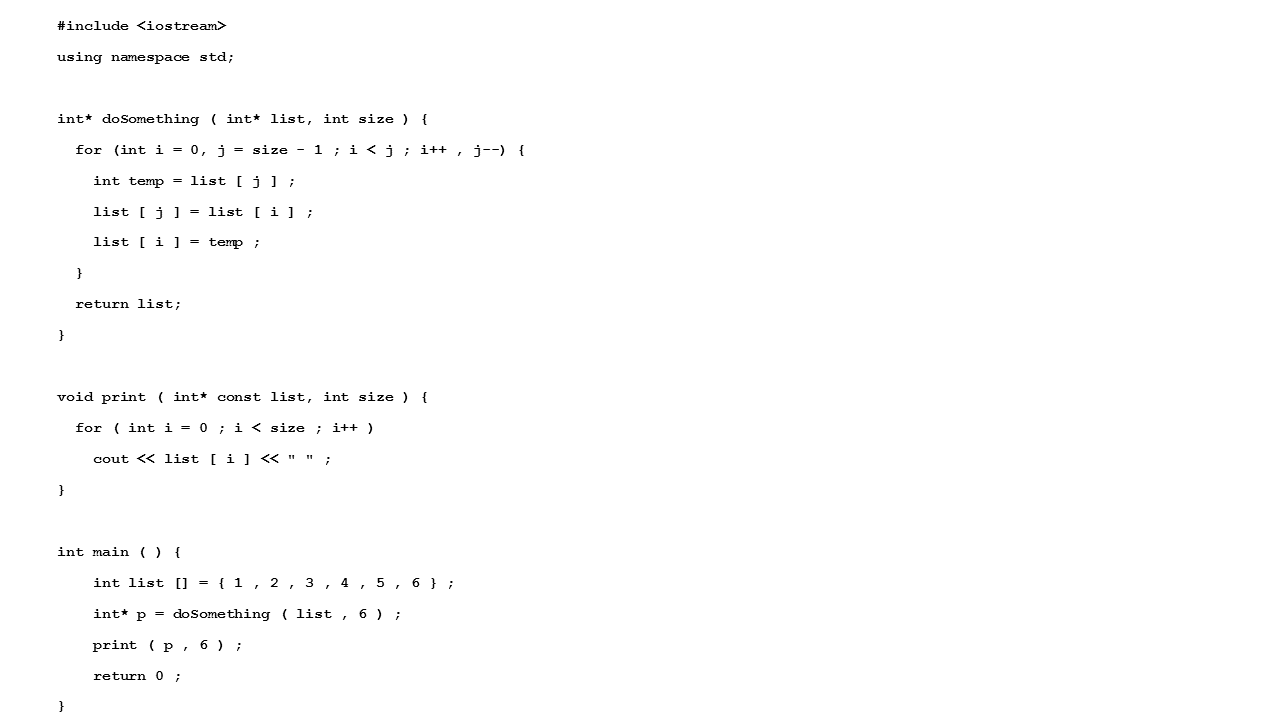 #include <iostream>
using namespace std;
int* doSomething ( int* list, int size ) {
for (int i = 0, j = size - 1 ; i < j ; i++ , j--) {
int temp = list [ j ] ;
list [ j ] = list [ i ] ;
list [ i ] = temp ;
}
return list;
}
void print ( int* const list, int size ) {
for ( int i = 0 ; i < size ; i++ )
cout << list [ i ] << " " ;
}
int main ( ) {
int list [] = { 1 , 2 , 3 , 4 , 5 , 6 } ;
int* p = doSomething ( list , 6 ) ;
print ( p , 6 ) ;
return 0 ;
}